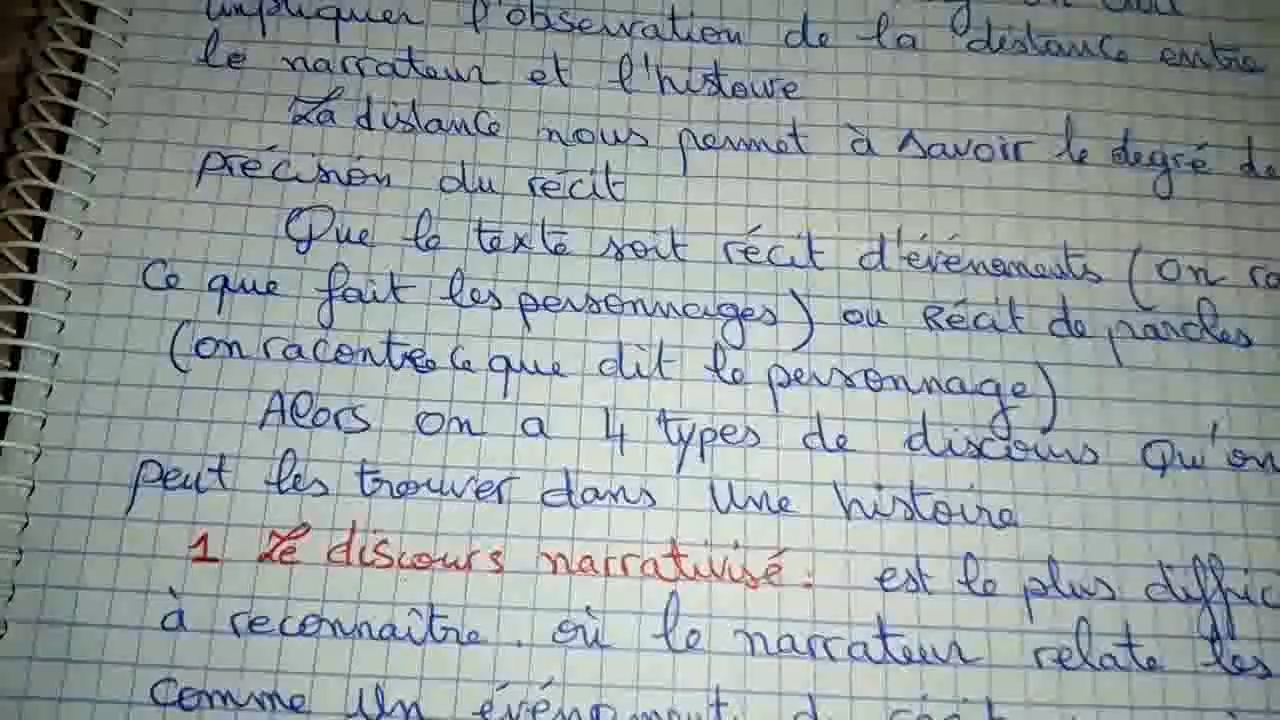 impliquer l'observation de la distance entre
le narrateur et l'histoire
La distance nous permet à savoir le degré de
précision du récit
Que le texte soit récit d'événements (on
Ce que fait les personnages) ou Récit de paroles
(on raconte ce que dit le personnage)
Alors on a 4 types de discours Qu'on
peut les trouver dans une histoire
1 Le discours narrativisé : est le plus
à reconnaître. où le narrateur relate les
comme un événement